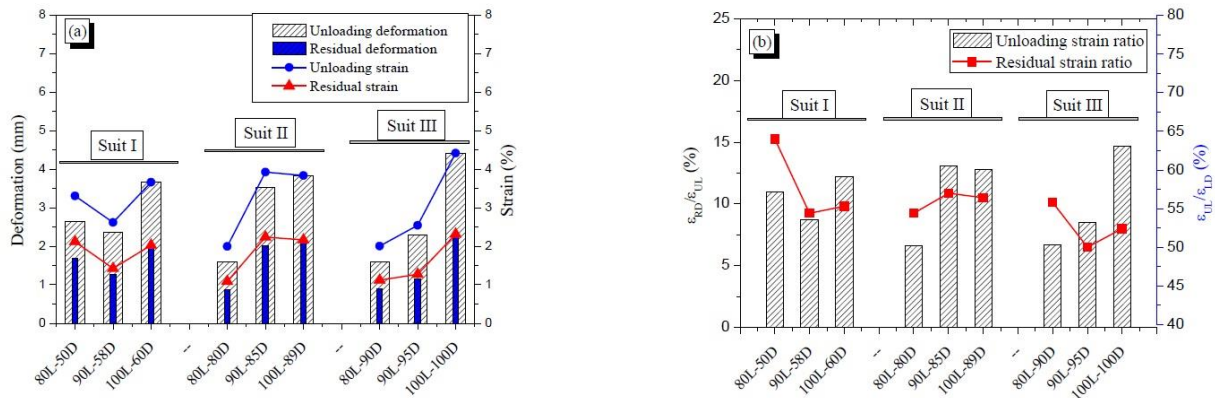 (a)
Unloading deformation
Residual deformation
Unloading strain
Residual strain
Suit I
Suit II
Suit III
Deformation (mm)
8
7
6
5
4
3
2
1
0
Strain (%)
8
7
6
5
4
3
2
1
0
80L-50D
90L-58D
100L-60D
--
80L-80D
90L-85D
100L-89D
--
80L-90D
90L-95D
100L-100D
(b)
Unloading strain ratio
Residual strain ratio
Suit I
Suit II
Suit III
εRD/εUL (%)
25
20
15
10
5
0
εUL/εCD (%)
80
75
70
65
60
55
50
45
40
80L-50D
90L-58D
100L-60D
--
80L-80D
90L-85D
100L-89D
--
80L-90D
90L-95D
100L-100D